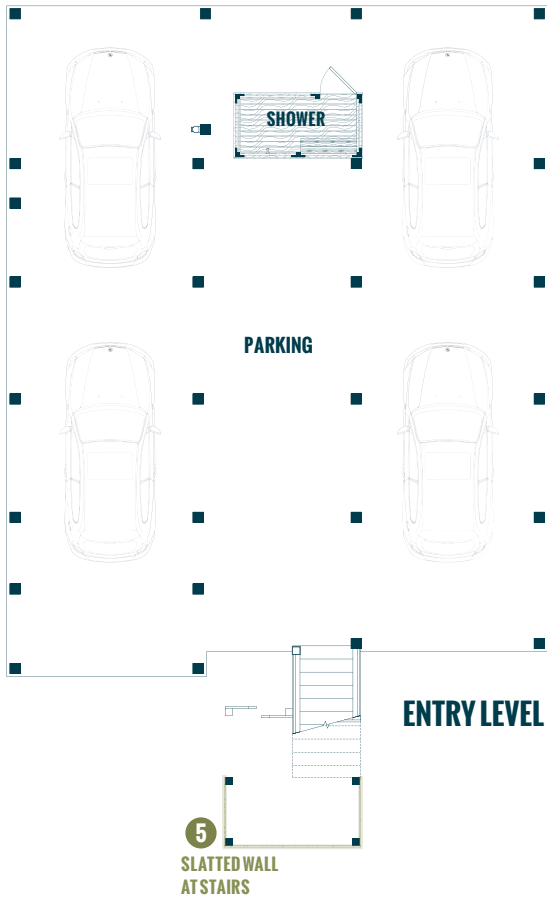 SHOWER
PARKING
ENTRY LEVEL
5
SLATTED WALL
AT STAIRS